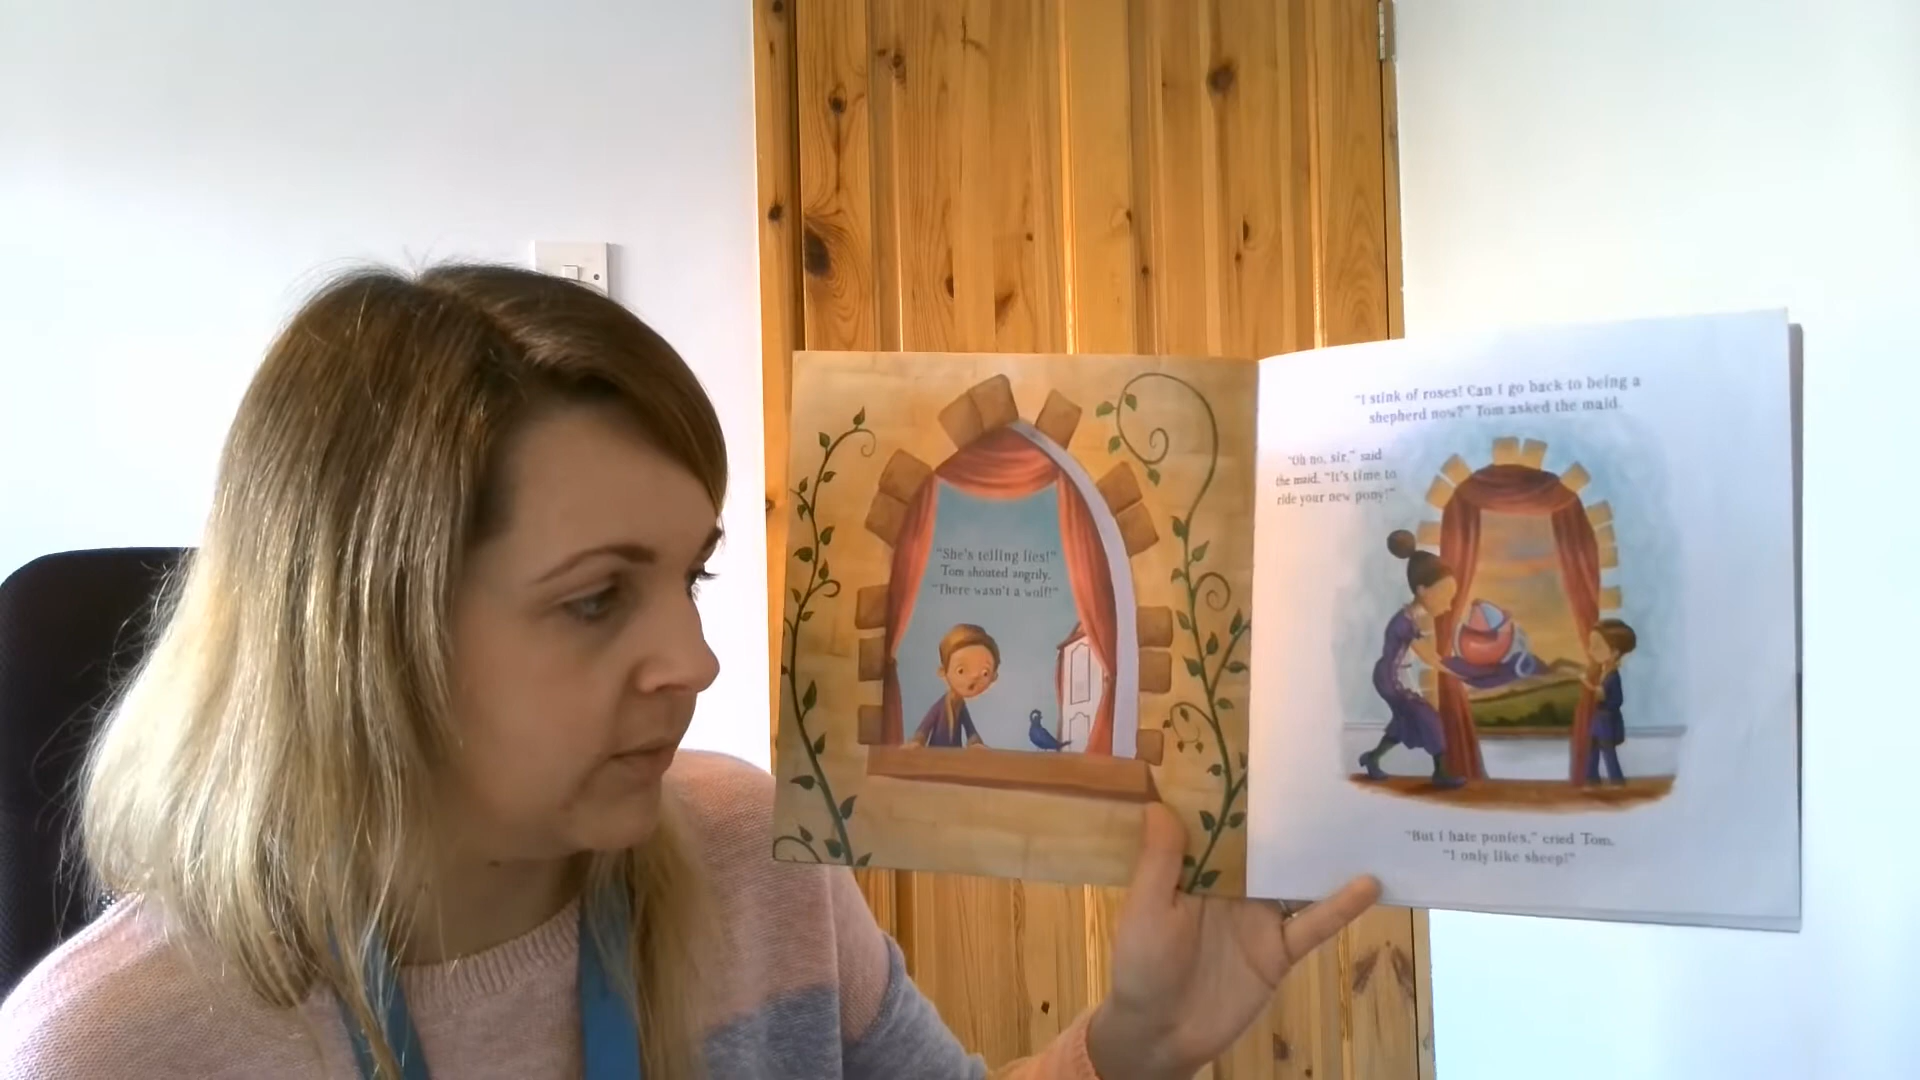 "She's telling lies!"
Tom shouted angrily.
"There wasn't a wolf!"
"I stink of roses! Can I go back to being a
shepherd now?" Tom asked the maid.
"Oh no, sir," said
the maid. "It's time to
ride your new pony!"
"But I hate ponies," cried Tom.
"I only like sheep!"